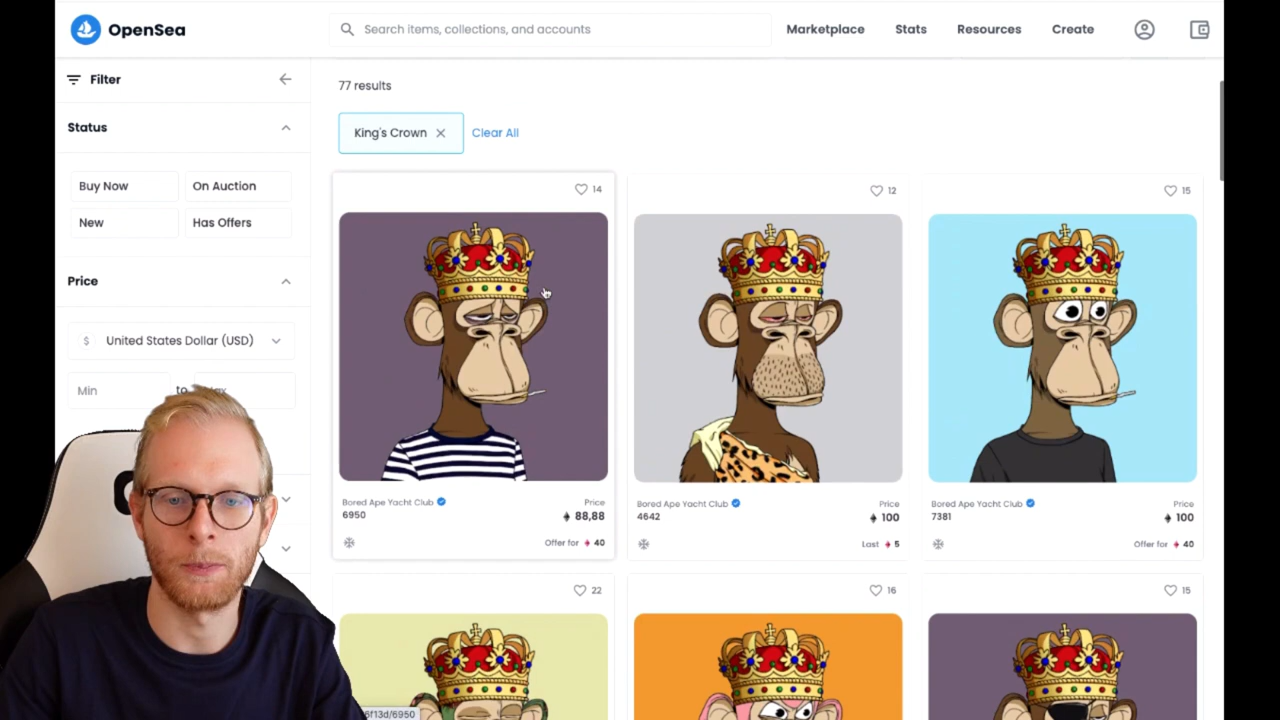 OpenSea
Search items, collections, and accounts
Marketplace
Stats
Resources
Create
Filter
77 results
King's Crown
Clear All
Status
Buy Now
On Auction
New
Has Offers
Price
$ United States Dollar (USD)
Min
to
14
12
15
Bored Ape Yacht Club
6950
Price
88,88
Offer for 40
Bored Ape Yacht Club
4642
Price
100
Last 5
Bored Ape Yacht Club
7381
Price
100
Offer for 40
22
16
15
6f13d/6950